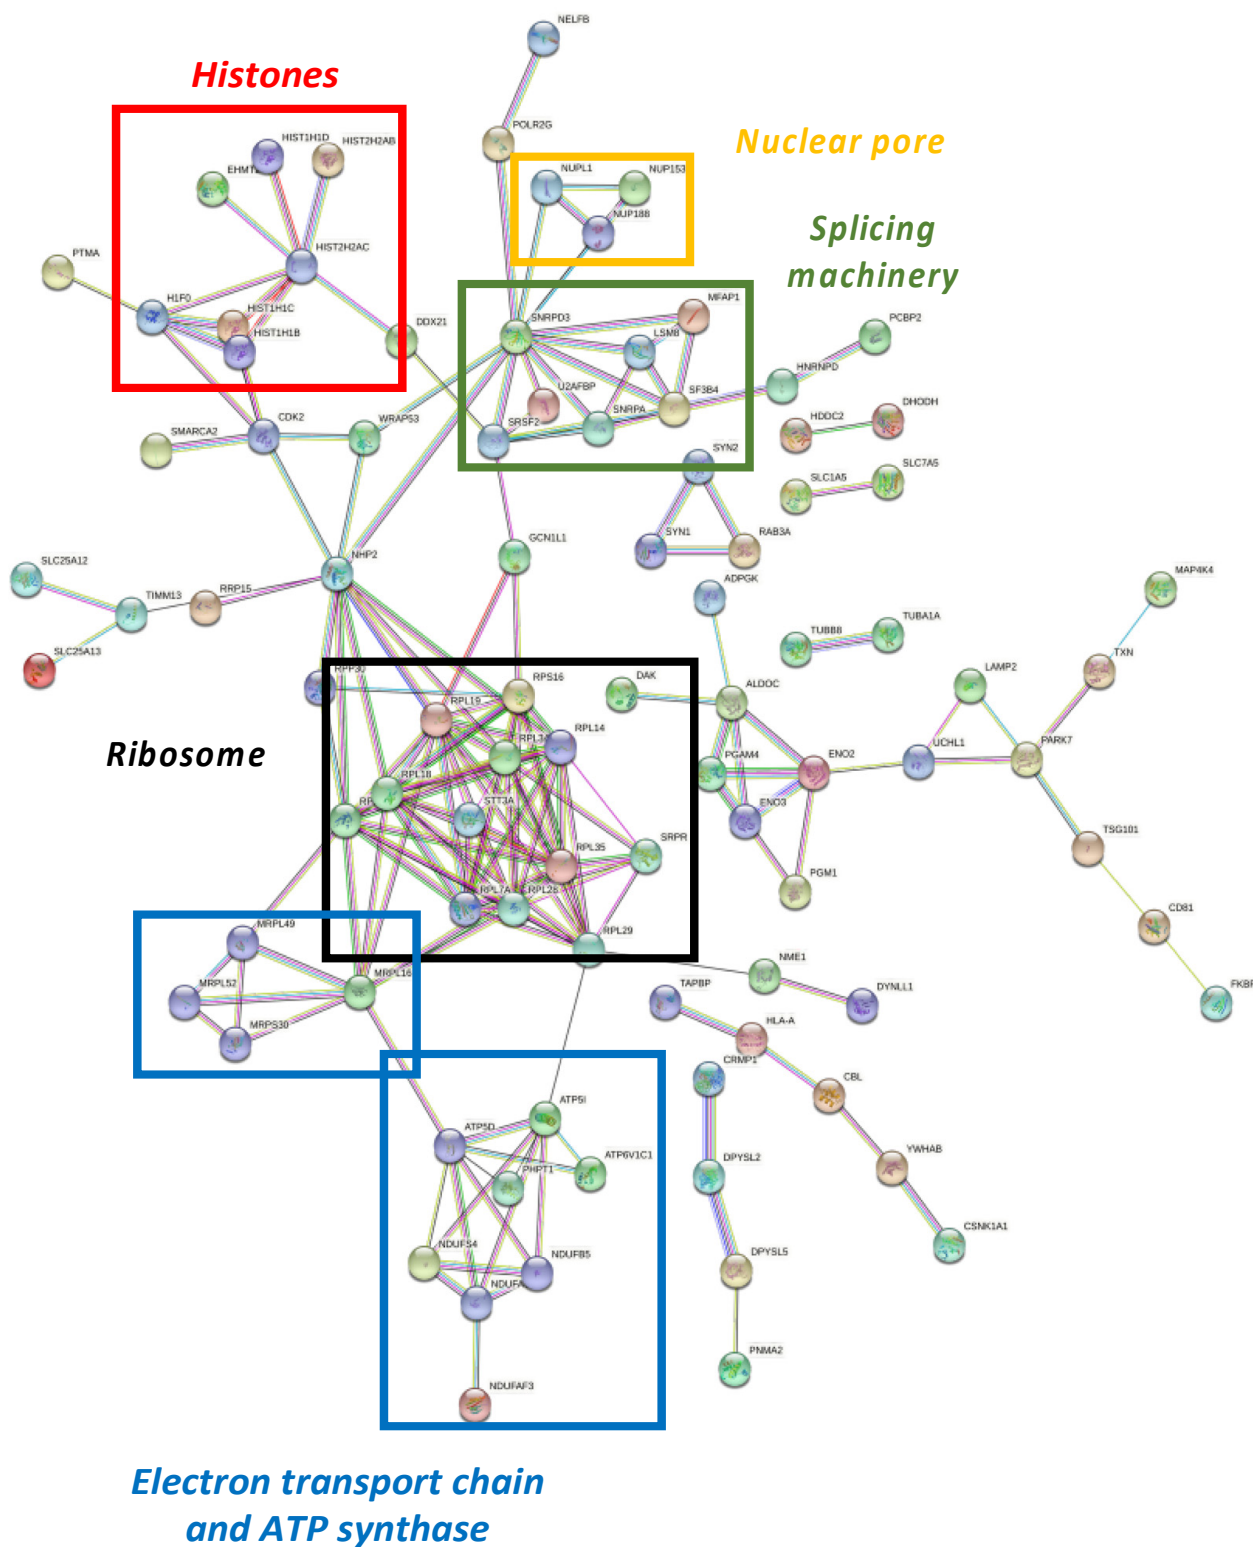 NELFB
Histones
POLR2G
Nuclear pore
HIST1H1D
HIST2H2AB
NUPL1
NUP153
NUP188
HIST2H2AC
PTMA
Splicing
machinery
H1F0
HIST1H1C
HIST1H1B
DDX21
SNRPD3
MFAP1
LSM8
PCBP2
HNRNPD
U2AFBP
SF3B4
SNRPA
SRSF2
DHODH
HDDC2
SMARCA2
CDK2
WRAP53
SYN2
SLC7A5
SLC1A5
SYN1
RAB3A
GCN1L1
NHP2
SLC25A12
TIMM13
RRP15
SLC25A13
ADPGK
MAP4K4
TUBB8
TUBA1A
TXN
LAMP2
RPP30
RPL19
RPS16
DAK
ALDOC
RPL14
Ribosome
RPL18
PGAM4
ENO2
UCHL1
PARK7
STT3A
ENO3
RPL35
SRPR
TSG101
PGM1
RPL7A
RPL28
CD81
RPL29
MRPL49
MRPL16
MRPL52
MRPS30
NME1
DYNLL1
TAPBP
HLA-A
CRMP1
CBL
ATP5I
ATP5D
ATP6V1C1
PHPT1
DPYSL2
YWHAB
CSNK1A1
NDUFS4
NDUFB5
NDUFA
DPYSL5
PNMA2
NDUFAF3
Electron transport chain
and ATP synthase